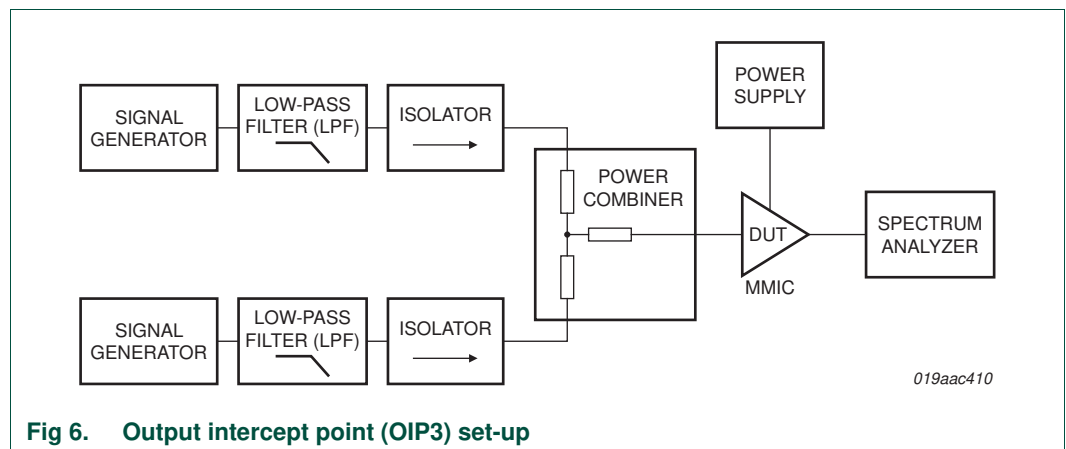 POWER
SUPPLY
SIGNAL
GENERATOR
LOW-PASS
FILTER (LPF)
ISOLATOR
POWER
COMBINER
DUT
MMIC
SPECTRUM
ANALYZER
SIGNAL
GENERATOR
LOW-PASS
FILTER (LPF)
ISOLATOR
019aac410
Fig 6. Output intercept point (OIP3) set-up